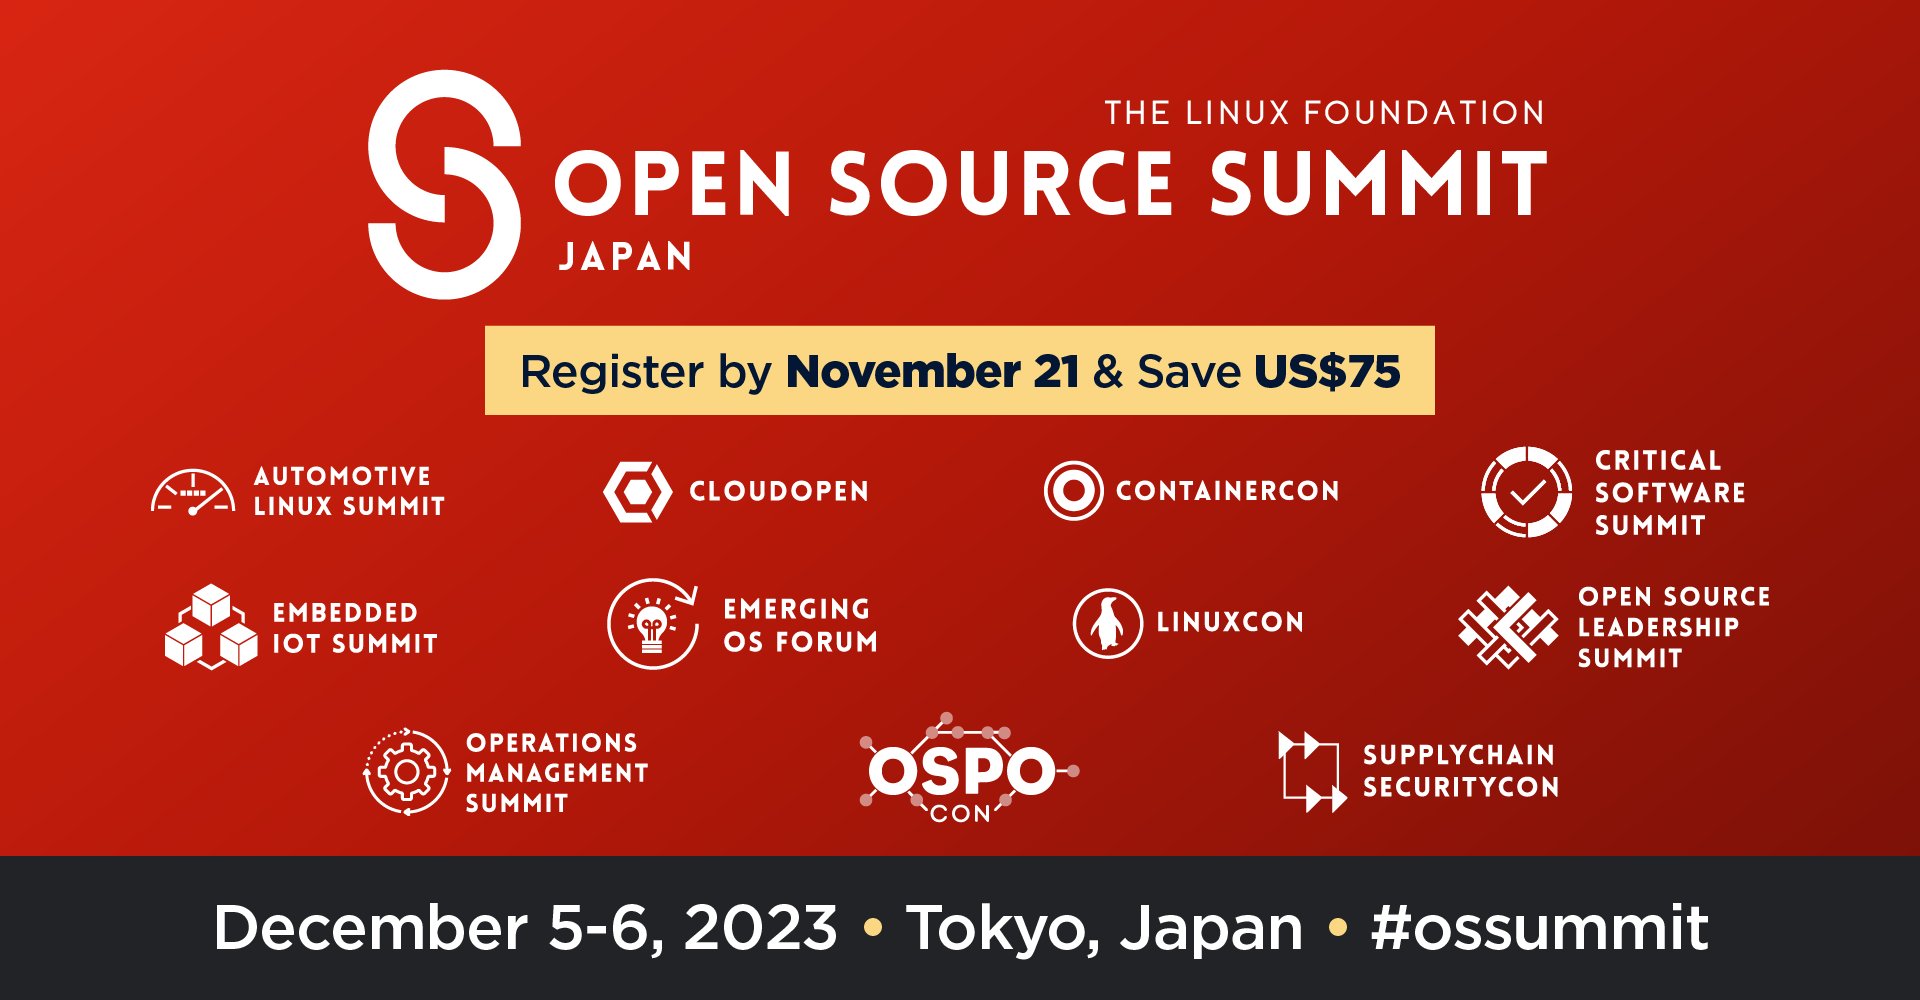 THE LINUX FOUNDATION
OPEN SOURCE SUMMIT
JAPAN
Register by November 21 & Save US$75
AUTOMOTIVE
LINUX SUMMIT
CLOUDOPEN
CONTAINERCON
CRITICAL
SOFTWARE
SUMMIT
EMBEDDED
IOT SUMMIT
EMERGING
OS FORUM
LINUXCON
OPEN SOURCE
LEADERSHIP
SUMMIT
OPERATIONS
MANAGEMENT
SUMMIT
OSPO
CON
SUPPLYCHAIN
SECURITYCON
December 5-6, 2023 • Tokyo, Japan • #ossummit